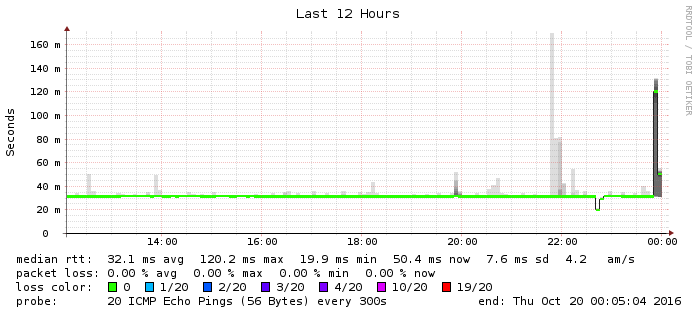 Last 12 Hours
RRDTOOL / TOBI OETIKER
Seconds
160 m
140 m
120 m
100 m
80 m
60 m
40 m
20 m
0
14:00 16:00 18:00 20:00 22:00 00:00
median rtt: 32.1 ms avg 120.2 ms max 19.9 ms min 50.4 ms now 7.6 ms sd 4.2 am/s
packet loss: 0.00 % avg 0.00 % max 0.00 % min 0.00 % now
loss color: 0 1/20 2/20 3/20 4/20 10/20 19/20
probe: 20 ICMP Echo Pings (56 Bytes) every 300s end: Thu Oct 20 00:05:04 2016